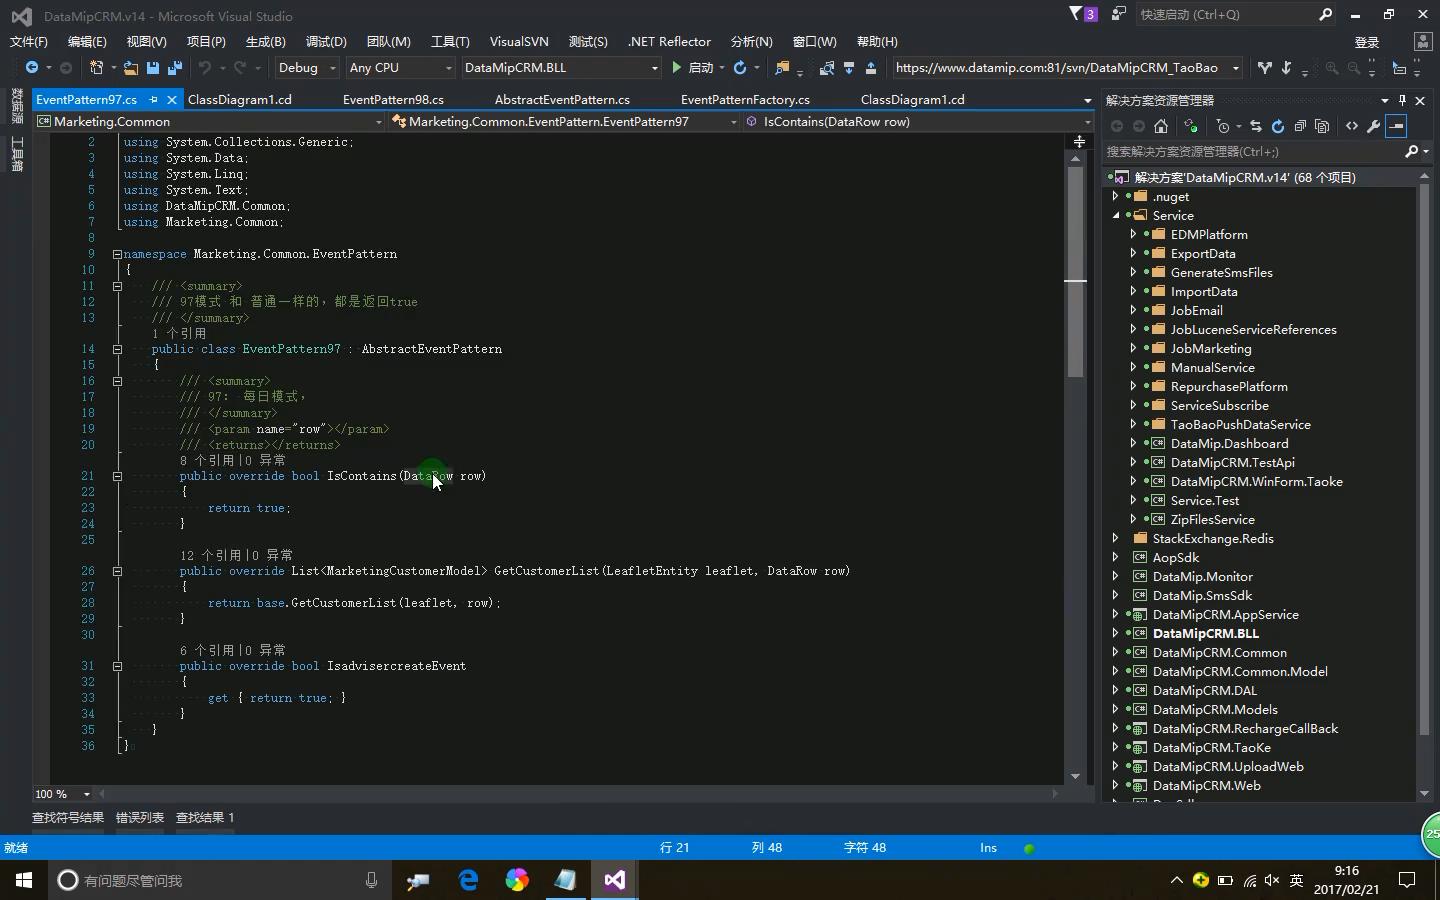 DataMipCRM.v14 - Microsoft Visual Studio
3
快速启动 (Ctrl+Q)
文件(F) 编辑(E) 视图(V) 项目(P) 生成(B) 调试(D) 团队(M) 工具(T) VisualSVN 测试(S) .NET Reflector 分析(N) 窗口(W) 帮助(H) 登录
Debug Any CPU DataMipCRM.BLL 启动 https://www.datamip.com:81/svn/DataMipCRM_TaoBao
数据源
工具箱
EventPattern97.cs ClassDiagram1.cd EventPattern98.cs AbstractEventPattern.cs EventPatternFactory.cs ClassDiagram1.cd
Marketing.Common Marketing.Common.EventPattern.EventPattern97 IsContains(DataRow row)
2 using System.Collections.Generic;
3 using System.Data;
4 using System.Linq;
5 using System.Text;
6 using DataMipCRM.Common;
7 using Marketing.Common;
8
9 namespace Marketing.Common.EventPattern
10 {
11 /// <summary>
12 /// 97模式 和 普通一样的，都是返回true
13 /// </summary>
1 个引用
14 public class EventPattern97 : AbstractEventPattern
15 {
16 /// <summary>
17 /// 97: 每日模式，
18 /// </summary>
19 /// <param name="row"></param>
20 /// <returns></returns>
8 个引用|0 异常
21 public override bool IsContains(DataRow row)
22 {
23 return true;
24 }
25
12 个引用|0 异常
26 public override List<MarketingCustomerModel> GetCustomerList(LeafletEntity leaflet, DataRow row)
27 {
28 return base.GetCustomerList(leaflet, row);
29 }
30
6 个引用|0 异常
31 public override bool IsadvisercreateEvent
32 {
33 get { return true; }
34 }
35 }
36 }
100 %
查找符号结果 错误列表 查找结果 1
解决方案资源管理器
搜索解决方案资源管理器(Ctrl+;)
解决方案'DataMipCRM.v14' (68 个项目)
.nuget
Service
EDMPlatform
ExportData
GenerateSmsFiles
ImportData
JobEmail
JobLuceneServiceReferences
JobMarketing
ManualService
RepurchasePlatform
ServiceSubscribe
TaoBaoPushDataService
DataMip.Dashboard
DataMipCRM.TestApi
DataMipCRM.WinForm.Taoke
Service.Test
ZipFilesService
StackExchange.Redis
AopSdk
DataMip.Monitor
DataMip.SmsSdk
DataMipCRM.AppService
DataMipCRM.BLL
DataMipCRM.Common
DataMipCRM.Common.Model
DataMipCRM.DAL
DataMipCRM.Models
DataMipCRM.RechargeCallBack
DataMipCRM.TaoKe
DataMipCRM.UploadWeb
DataMipCRM.Web
25
就绪 行 21 列 48 字符 48 Ins
有问题尽管问我
英
9:16
2017/02/21